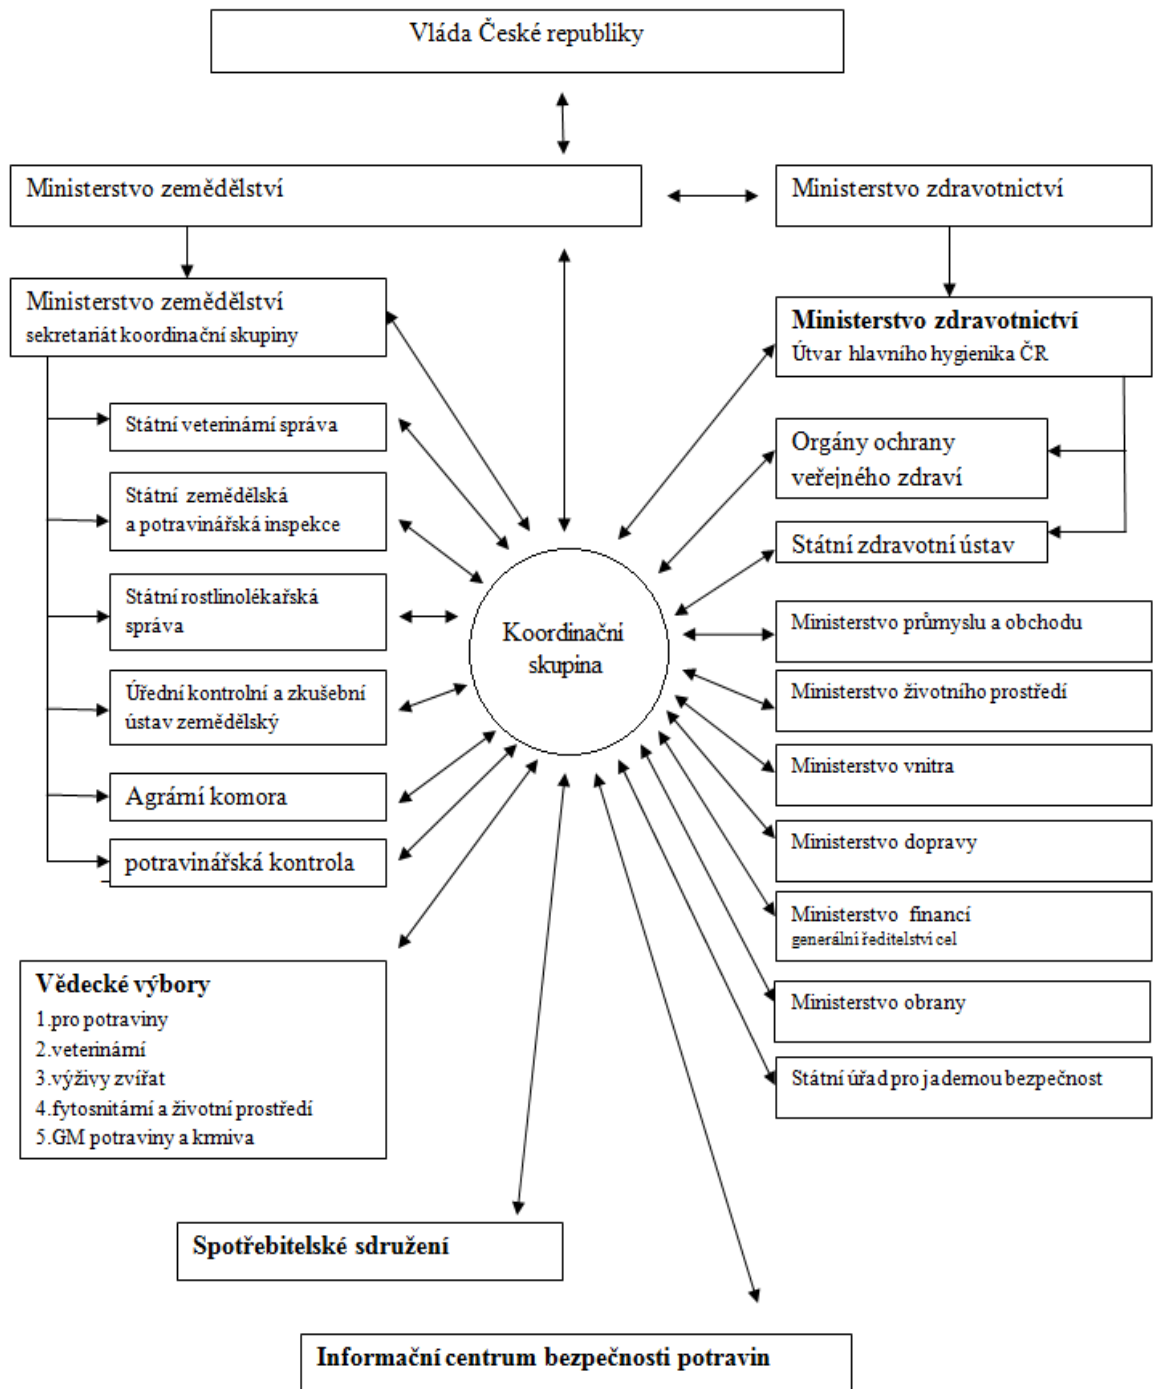 Vláda České republiky
Ministerstvo zemědělství
Ministerstvo zdravotnictví
Ministerstvo zemědělství
sekretariát koordinační skupiny
Ministerstvo zdravotnictví
Útvar hlavního hygienika ČR
Státní veterinární správa
Orgány ochrany
veřejného zdraví
Státní zemědělská
a potravinářská inspekce
Státní zdravotní ústav
Státní rostlinolékařská
správa
Koordinační
skupina
Ministerstvo průmyslu a obchodu
Úřední kontrolní a zkušební
ústav zemědělský
Ministerstvo životního prostředí
Ministerstvo vnitra
Agrární komora
Ministerstvo dopravy
potravinářská kontrola
Ministerstvo financí
generální ředitelství cel
Vědecké výbory
1.pro potraviny
2.veterinární
3.výživy zvířat
4.fytosnitární a životní prostředí
5.GM potraviny a krmiva
Ministerstvo obrany
Státní úřad pro jadernou bezpečnost
Spotřebitelské sdružení
Informační centrum bezpečnosti potravin